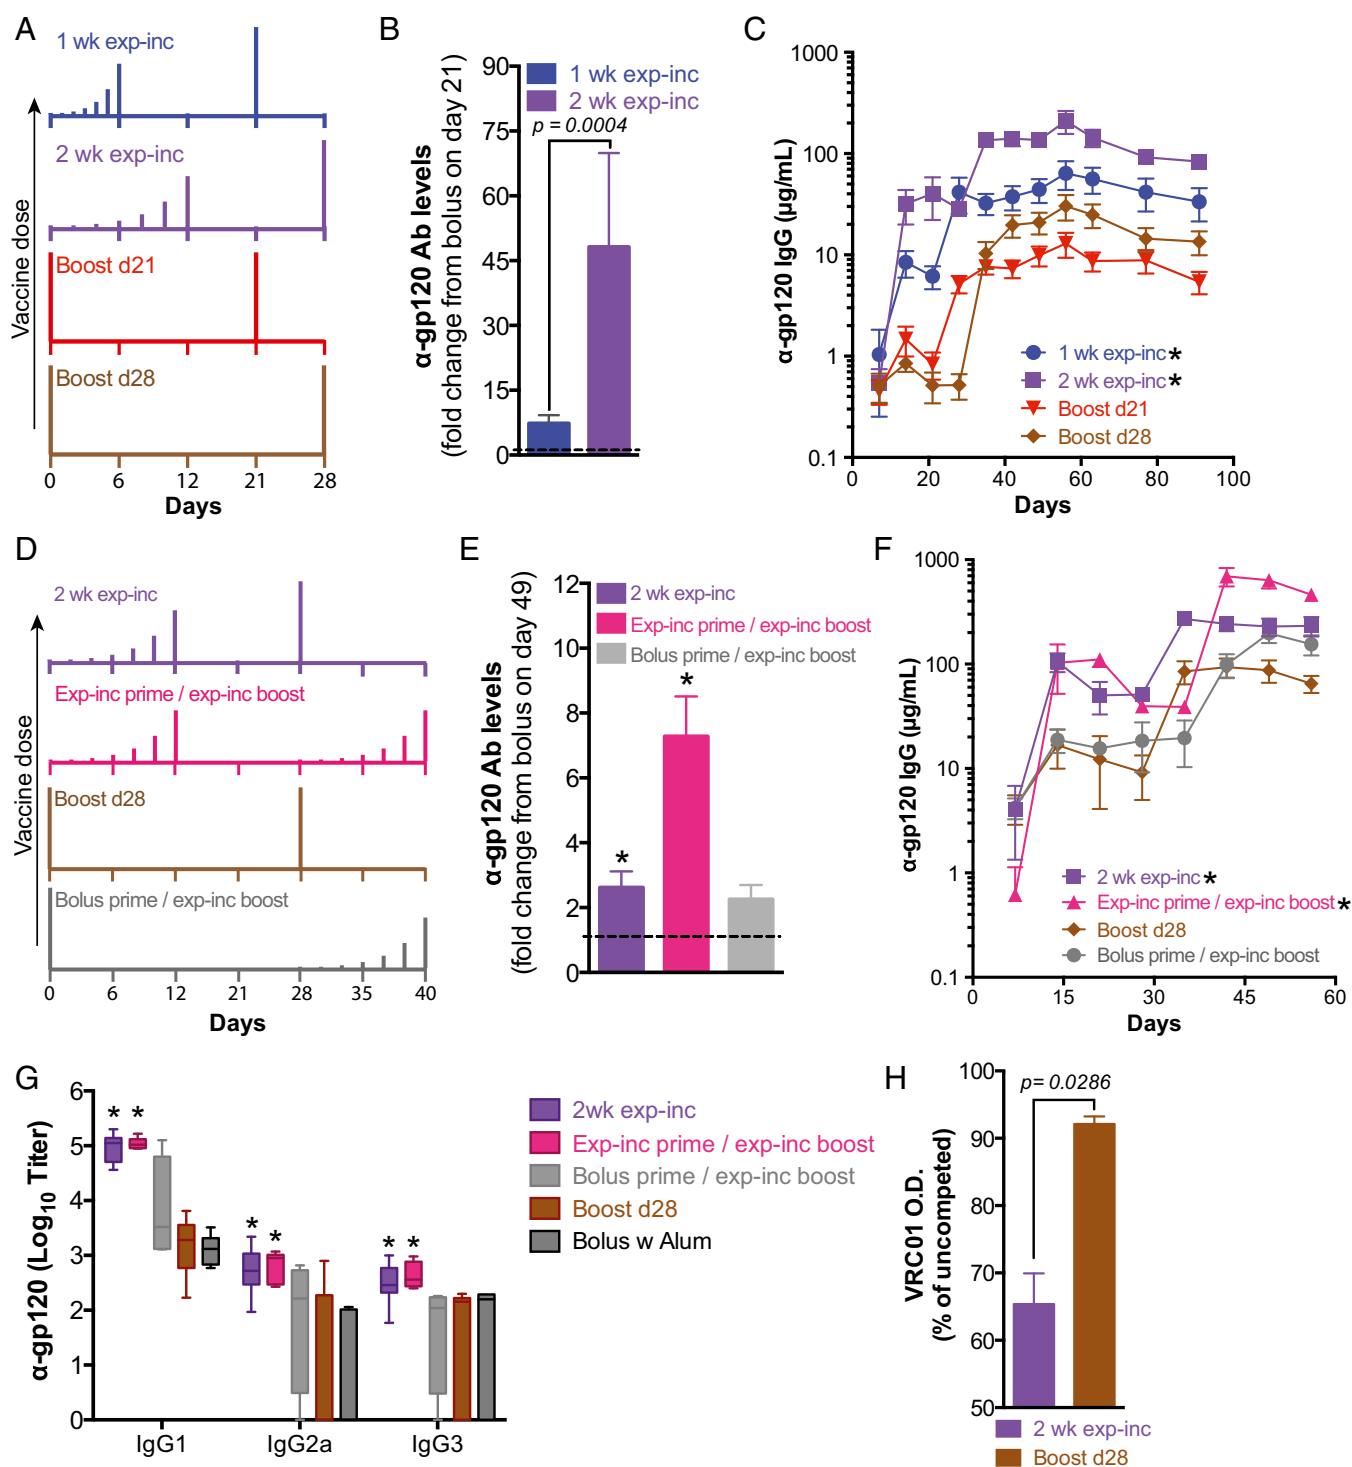 A
1 wk exp-inc
2 wk exp-inc
Boost d21
Boost d28
Vaccine dose
0 6 12 21 28
Days
B
α-gp120 Ab levels
(fold change from bolus on day 21)
90
75
60
45
30
15
0
1 wk exp-inc
2 wk exp-inc
p = 0.0004
C
α-gp120 IgG (µg/mL)
1000
100
10
1
0.1
1 wk exp-inc*
2 wk exp-inc*
Boost d21
Boost d28
0 20 40 60 80 100
Days
D
2 wk exp-inc
Exp-inc prime / exp-inc boost
Boost d28
Bolus prime / exp-inc boost
Vaccine dose
0 6 12 21 28 35 40
Days
E
α-gp120 Ab levels
(fold change from bolus on day 49)
12
10
8
6
4
2
0
2 wk exp-inc
Exp-inc prime / exp-inc boost
Bolus prime / exp-inc boost
*
*
F
α-gp120 IgG (µg/mL)
1000
100
10
1
0.1
2 wk exp-inc*
Exp-inc prime / exp-inc boost*
Boost d28
Bolus prime / exp-inc boost
0 15 30 45 60
Days
G
α-gp120 (Log10 Titer)
6
5
4
3
2
1
0
* *
* *
* *
IgG1 IgG2a IgG3
2wk exp-inc
Exp-inc prime / exp-inc boost
Bolus prime / exp-inc boost
Boost d28
Bolus w Alum
H
VRC01 O.D.
(% of uncompeted)
100
90
80
70
60
50
p= 0.0286
2 wk exp-inc
Boost d28